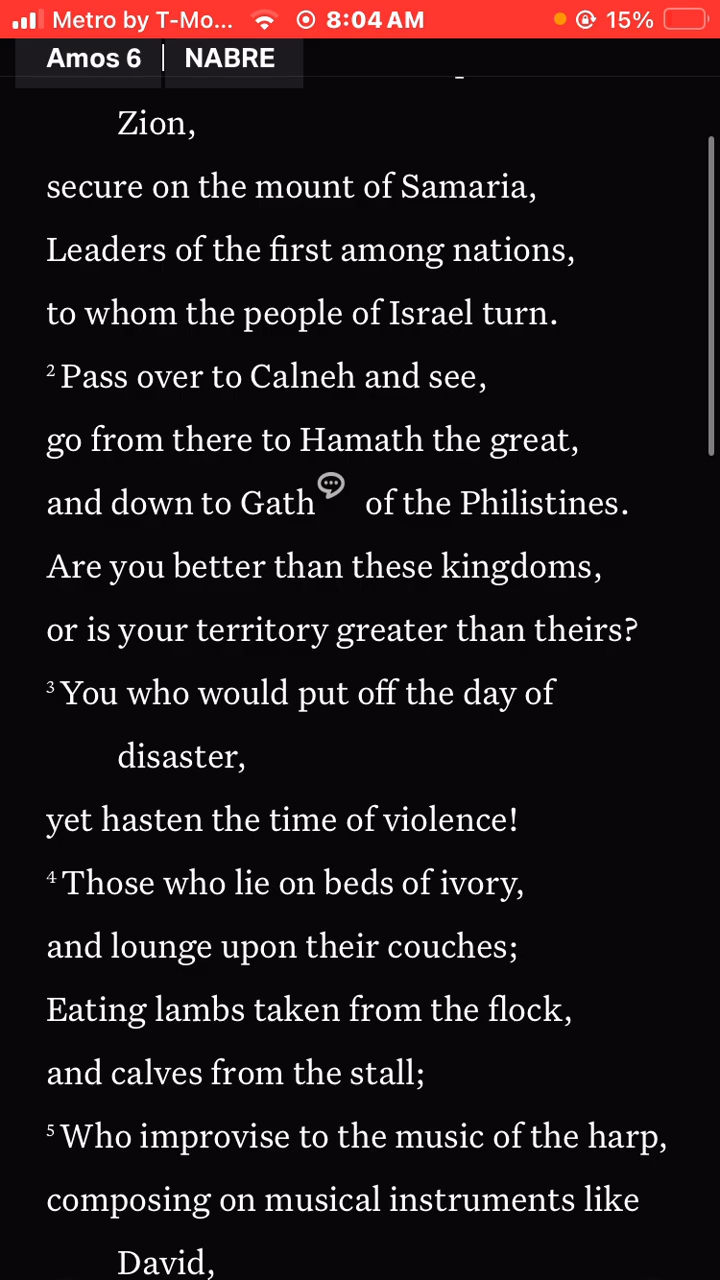 Metro by T-Mo... 8:04 AM 15%
Amos 6 | NABRE
Zion,
secure on the mount of Samaria,
Leaders of the first among nations,
to whom the people of Israel turn.
2 Pass over to Calneh and see,
go from there to Hamath the great,
and down to Gath of the Philistines.
Are you better than these kingdoms,
or is your territory greater than theirs?
3 You who would put off the day of
disaster,
yet hasten the time of violence!
4 Those who lie on beds of ivory,
and lounge upon their couches;
Eating lambs taken from the flock,
and calves from the stall;
5 Who improvise to the music of the harp,
composing on musical instruments like
David,